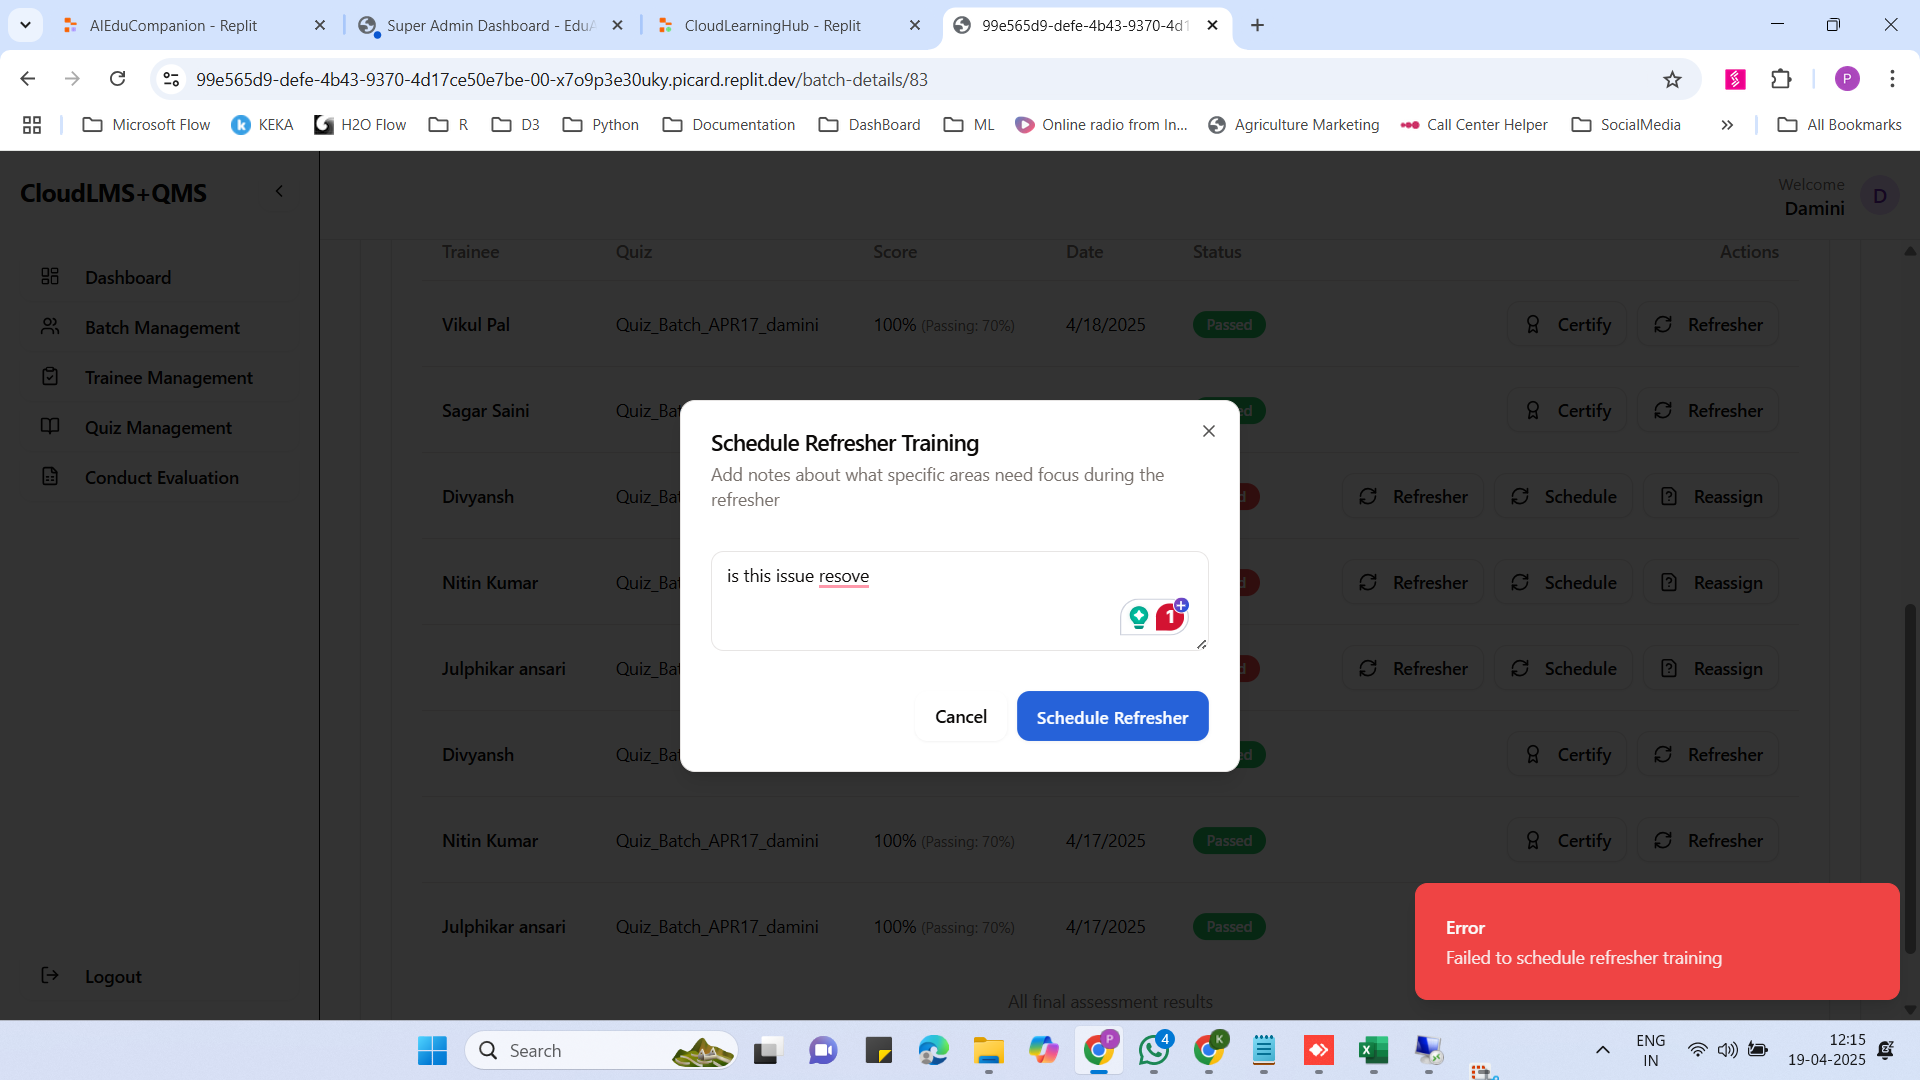 AIEduCompanion - Replit
Super Admin Dashboard - EduA
CloudLearningHub - Replit
99e565d9-defe-4b43-9370-4d1
99e565d9-defe-4b43-9370-4d17ce50e7be-00-x7o9p3e30uky.picard.replit.dev/batch-details/83
P
Microsoft Flow
KEKA
H2O Flow
R
D3
Python
Documentation
DashBoard
ML
Online radio from In...
Agriculture Marketing
Call Center Helper
SocialMedia
All Bookmarks
CloudLMS+QMS
Welcome
Damini
D
Dashboard
Batch Management
Trainee Management
Quiz Management
Conduct Evaluation
Logout
Trainee Quiz Score Date Status Actions
Vikul Pal Quiz_Batch_APR17_damini 100% (Passing: 70%) 4/18/2025 Passed Certify Refresher
Sagar Saini Quiz_Ba ed Certify Refresher
Divyansh Quiz_Ba d Refresher Schedule Reassign
Nitin Kumar Quiz_Ba d Refresher Schedule Reassign
Julphikar ansari Quiz_Ba d Refresher Schedule Reassign
Divyansh Quiz_Ba ed Certify Refresher
Nitin Kumar Quiz_Batch_APR17_damini 100% (Passing: 70%) 4/17/2025 Passed Certify Refresher
Julphikar ansari Quiz_Batch_APR17_damini 100% (Passing: 70%) 4/17/2025 Passed
All final assessment results
Schedule Refresher Training
Add notes about what specific areas need focus during the
refresher
is this issue resove
1
Cancel
Schedule Refresher
Error
Failed to schedule refresher training
Search
P
4
K
ENG
IN
12:15
19-04-2025